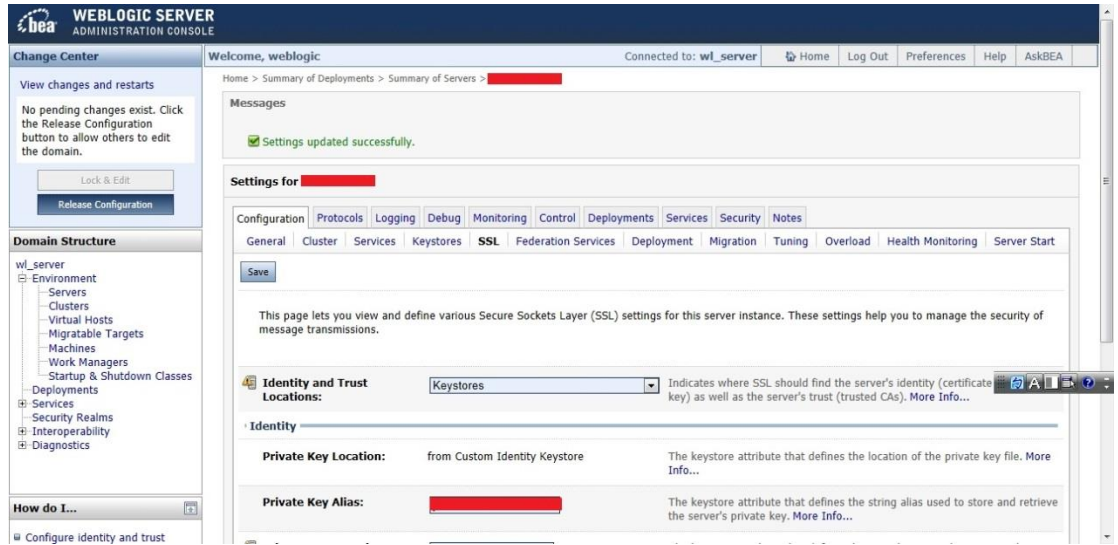 bea
WEBLOGIC SERVER
ADMINISTRATION CONSOLE
Change Center
View changes and restarts
No pending changes exist. Click
the Release Configuration
button to allow others to edit
the domain.
Lock & Edit
Release Configuration
Domain Structure
wl_server
Environment
Servers
Clusters
Virtual Hosts
Migratable Targets
Machines
Work Managers
Startup & Shutdown Classes
Deployments
Services
Security Realms
Interoperability
Diagnostics
How do I...
Configure identity and trust
Welcome, weblogic
Connected to: wl_server
Home
Log Out
Preferences
Help
AskBEA
Home > Summary of Deployments > Summary of Servers >
Messages
Settings updated successfully.
Settings for
Configuration Protocols Logging Debug Monitoring Control Deployments Services Security Notes
General Cluster Services Keystores SSL Federation Services Deployment Migration Tuning Overload Health Monitoring Server Start
Save
This page lets you view and define various Secure Sockets Layer (SSL) settings for this server instance. These settings help you to manage the security of
message transmissions.
Identity and Trust
Locations:
Keystores
Indicates where SSL should find the server's identity (certificate
key) as well as the server's trust (trusted CAs). More Info...
Identity
Private Key Location:
from Custom Identity Keystore
The keystore attribute that defines the location of the private key file. More
Info...
Private Key Alias:
The keystore attribute that defines the string alias used to store and retrieve
the server's private key. More Info...